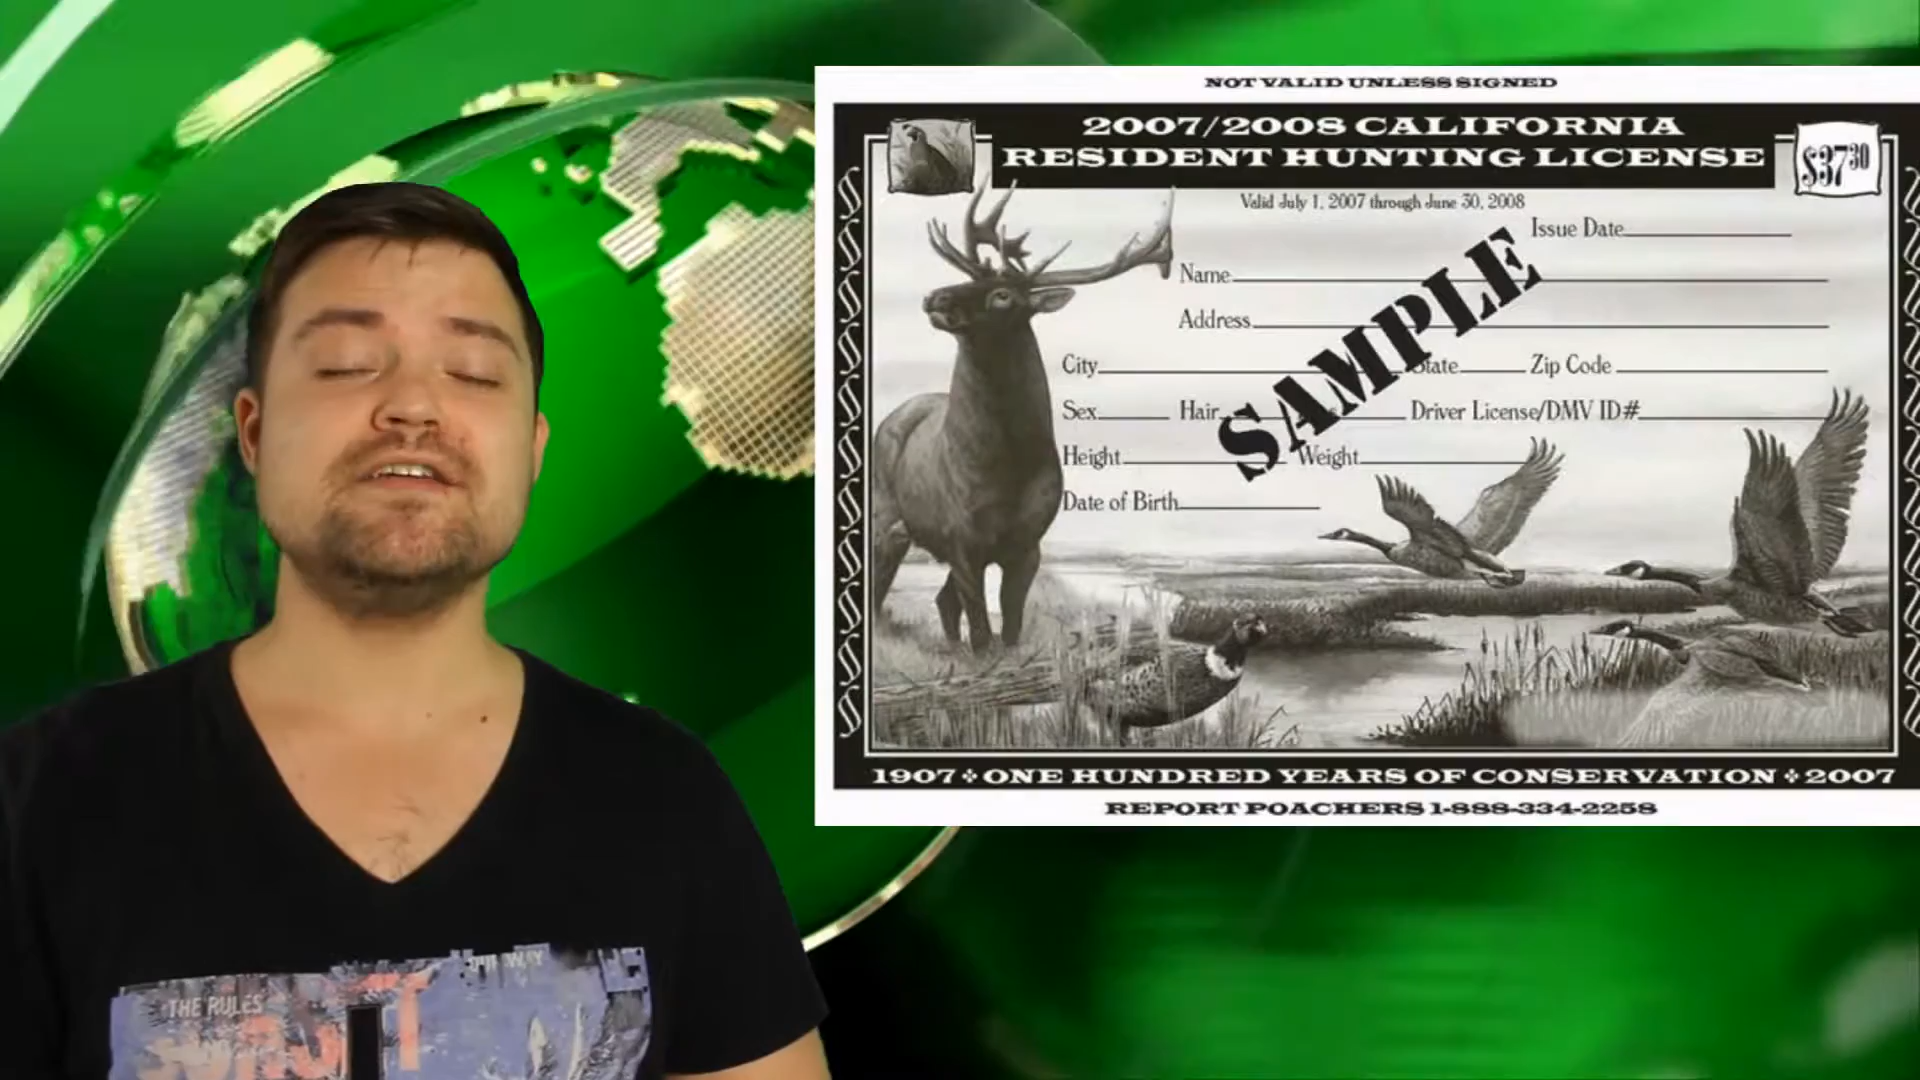 NOT VALID UNLESS SIGNED
2007/2008 CALIFORNIA
RESIDENT HUNTING LICENSE
$37.30
Valid July 1, 2007 through June 30, 2008
Issue Date
Name
Address
City State Zip Code
Sex Hair Driver License/DMV ID#
Height Weight
Date of Birth
SAMPLE
1907 ✤ ONE HUNDRED YEARS OF CONSERVATION ✤ 2007
REPORT POACHERS 1-888-334-2258
THE RULES